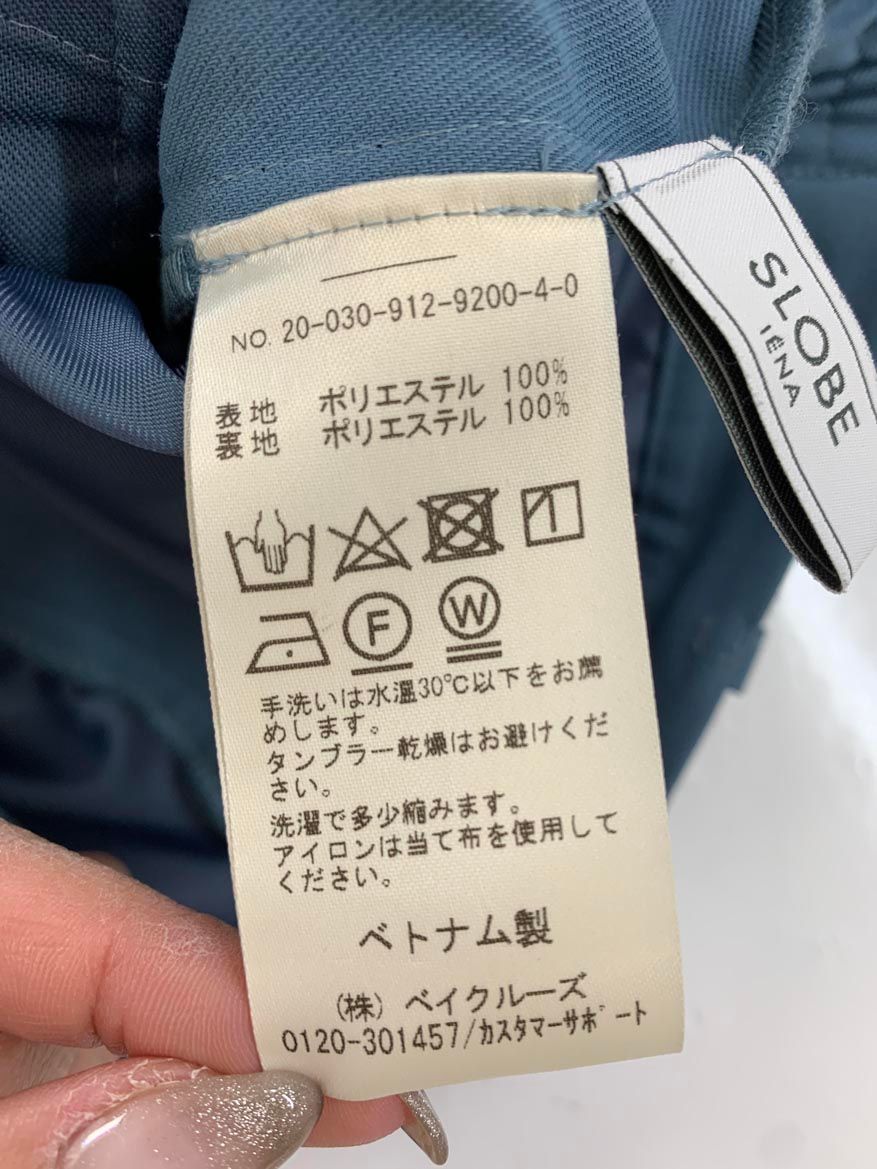 NO. 20-030-912-9200-4-0
表地 ポリエステル 100%
裏地 ポリエステル 100%
F W
手洗いは水温30℃以下をお薦
めします。
タンブラー乾燥はお避けくだ
さい。
洗濯で多少縮みます。
アイロンは当て布を使用して
ください。
ベトナム製
(株) ベイクルーズ
0120-301457/カスタマーサポート
SLOBE
IÉNA